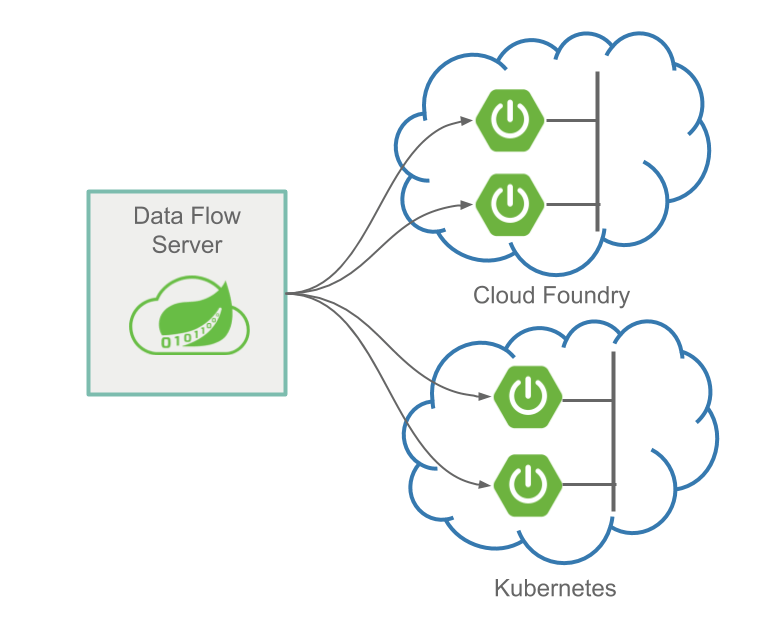 Data Flow
Server
Cloud Foundry
Kubernetes